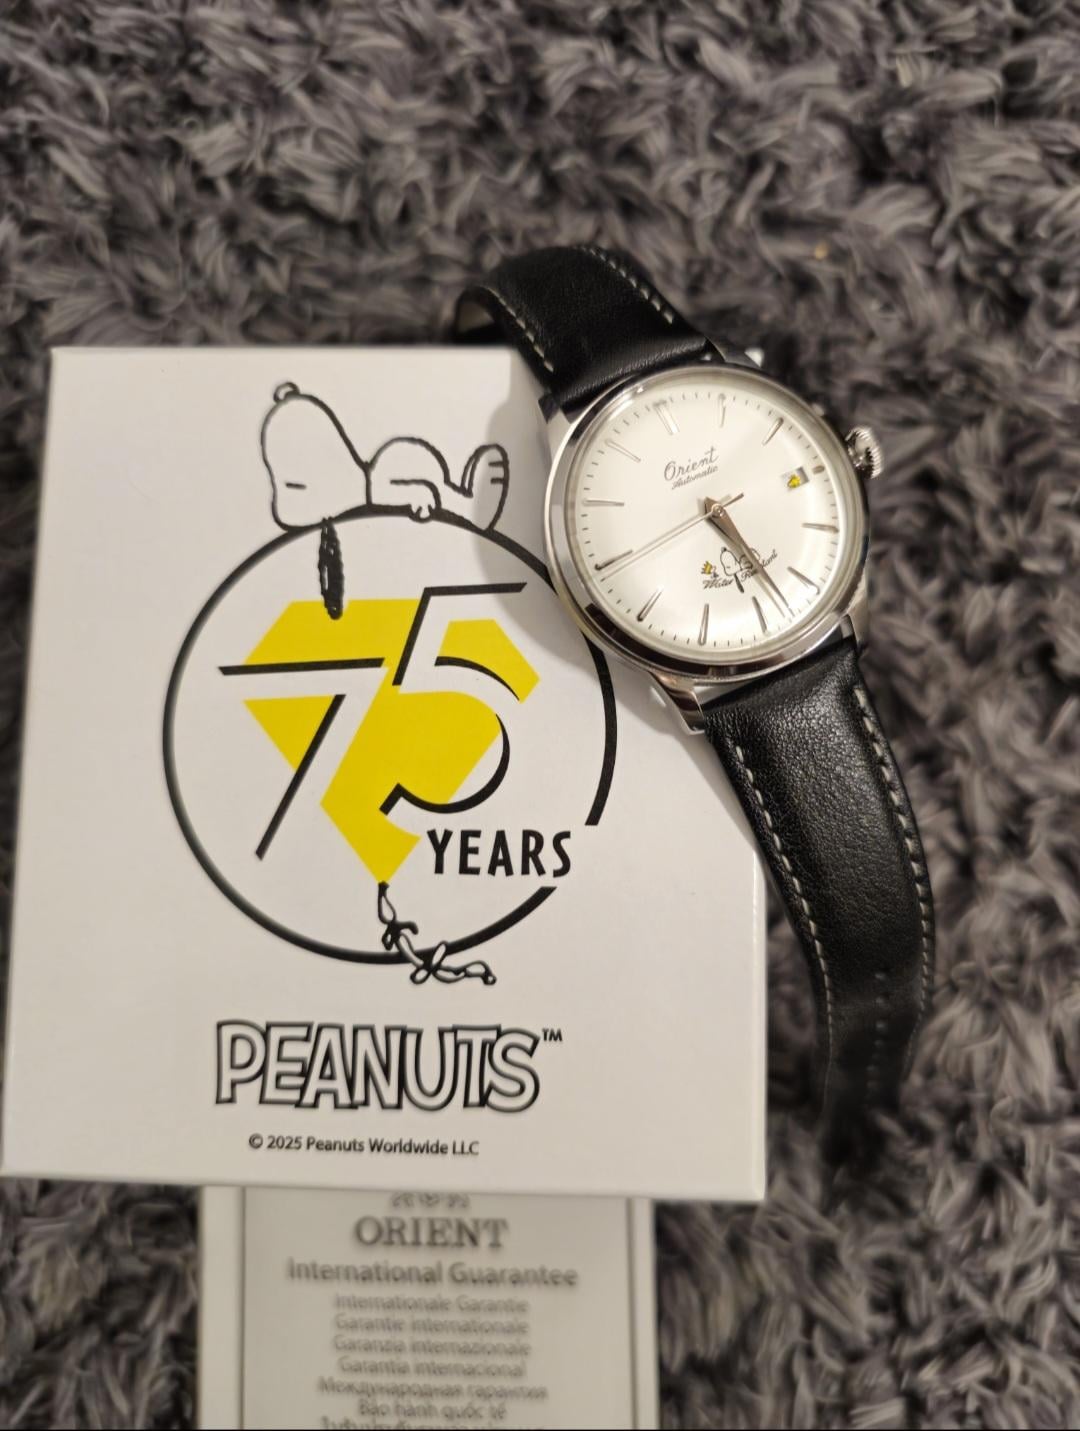 Orient
Automatic
Water Resistant
75
YEARS
PEANUTS™
© 2025 Peanuts Worldwide LLC
ORIENT
International Guarantee
Internationale Garantie
Garantie internationale
Garanzia internazionale
Garantía internacional
Международная гарантия
Bảo hành quốc tế